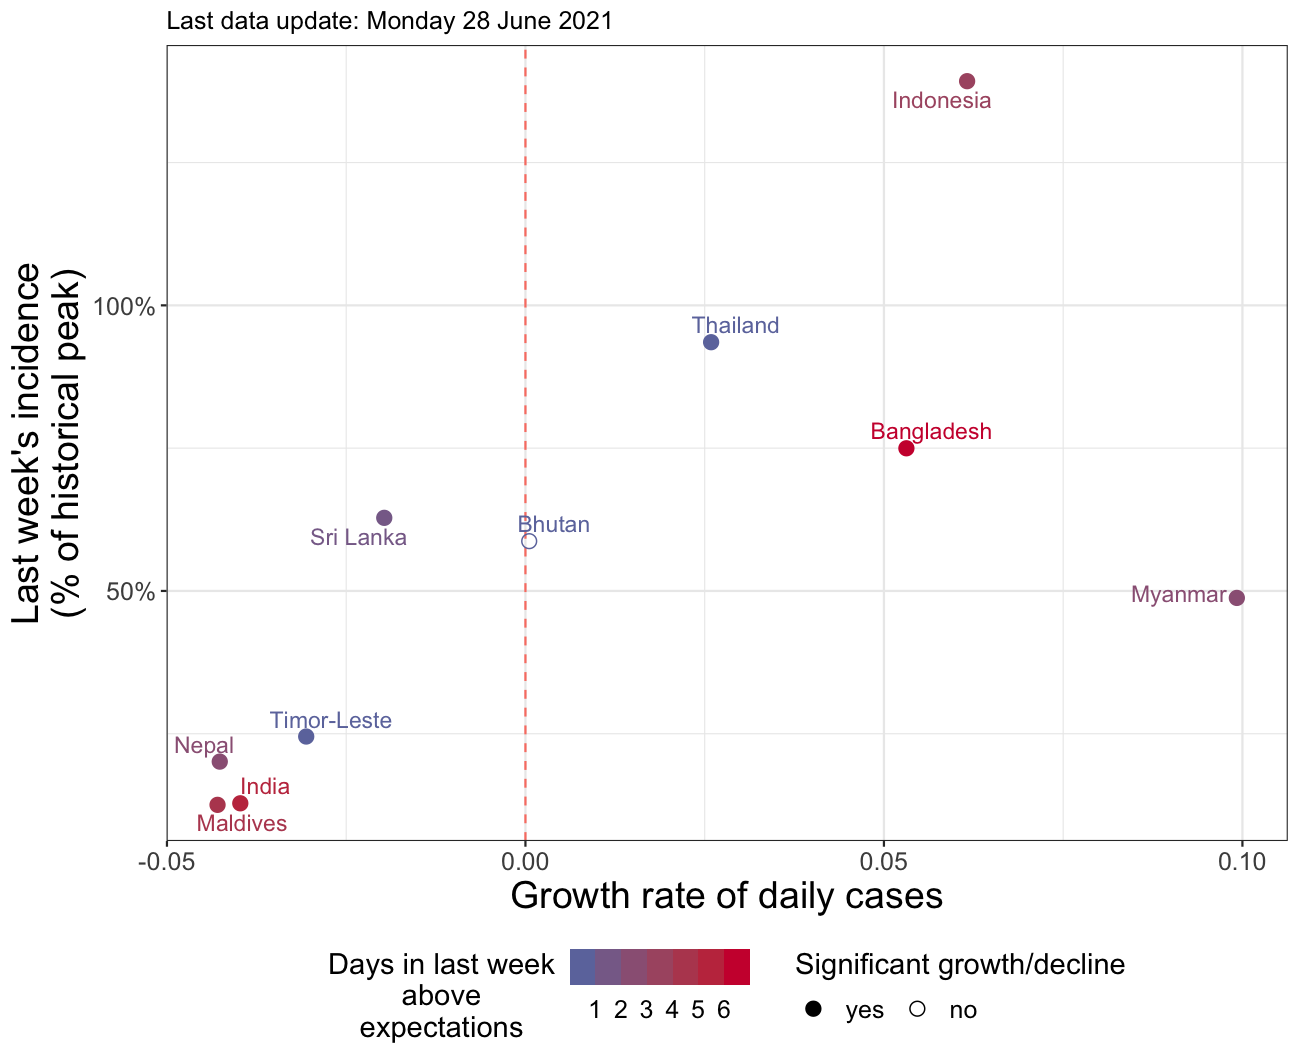 Last data update: Monday 28 June 2021
Indonesia
Thailand
Bangladesh
Sri Lanka
Bhutan
Myanmar
Timor-Leste
Nepal
India
Maldives
Last week's incidence
(% of historical peak)
100%
50%
-0.05 0.00 0.05 0.10
Growth rate of daily cases
Days in last week
above
expectations
1 2 3 4 5 6
Significant growth/decline
yes no